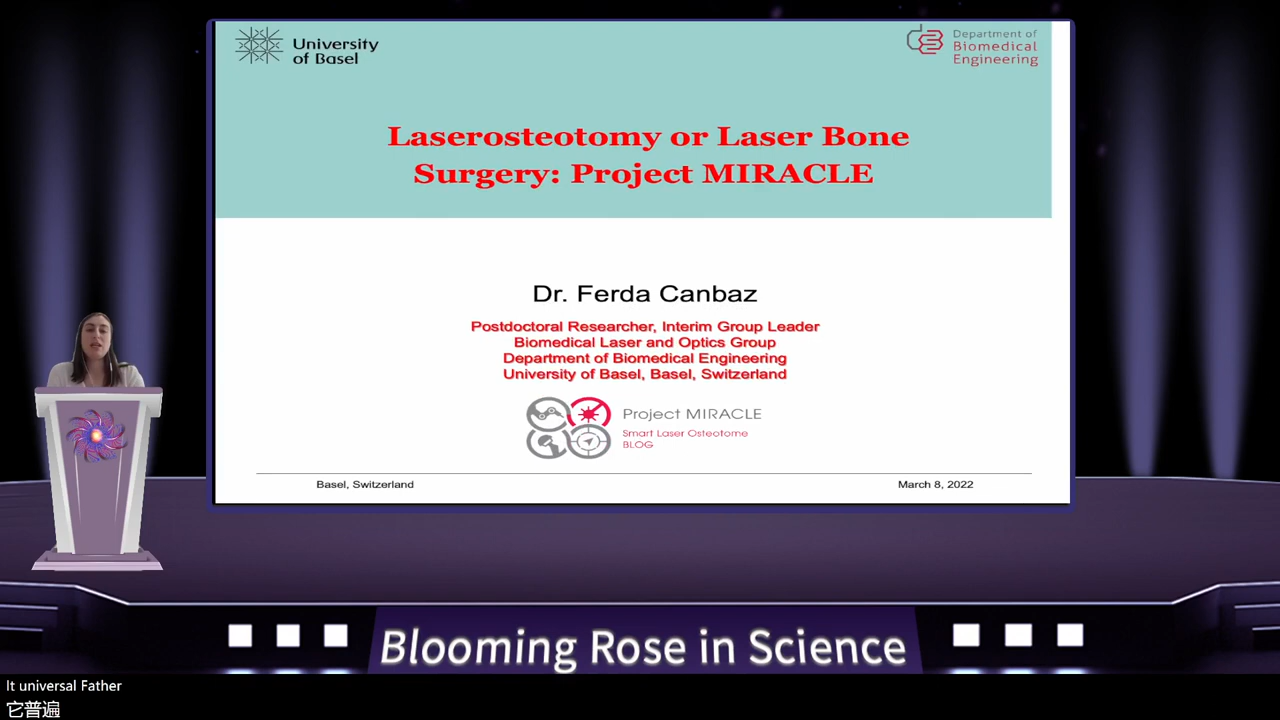 University
of Basel
Department of
Biomedical
Engineering
Laserosteotomy or Laser Bone
Surgery: Project MIRACLE
Dr. Ferda Canbaz
Postdoctoral Researcher, Interim Group Leader
Biomedical Laser and Optics Group
Department of Biomedical Engineering
University of Basel, Basel, Switzerland
Project MIRACLE
Smart Laser Osteotome
BLOG
Basel, Switzerland
March 8, 2022
Blooming Rose in Science
It universal Father
它普遍